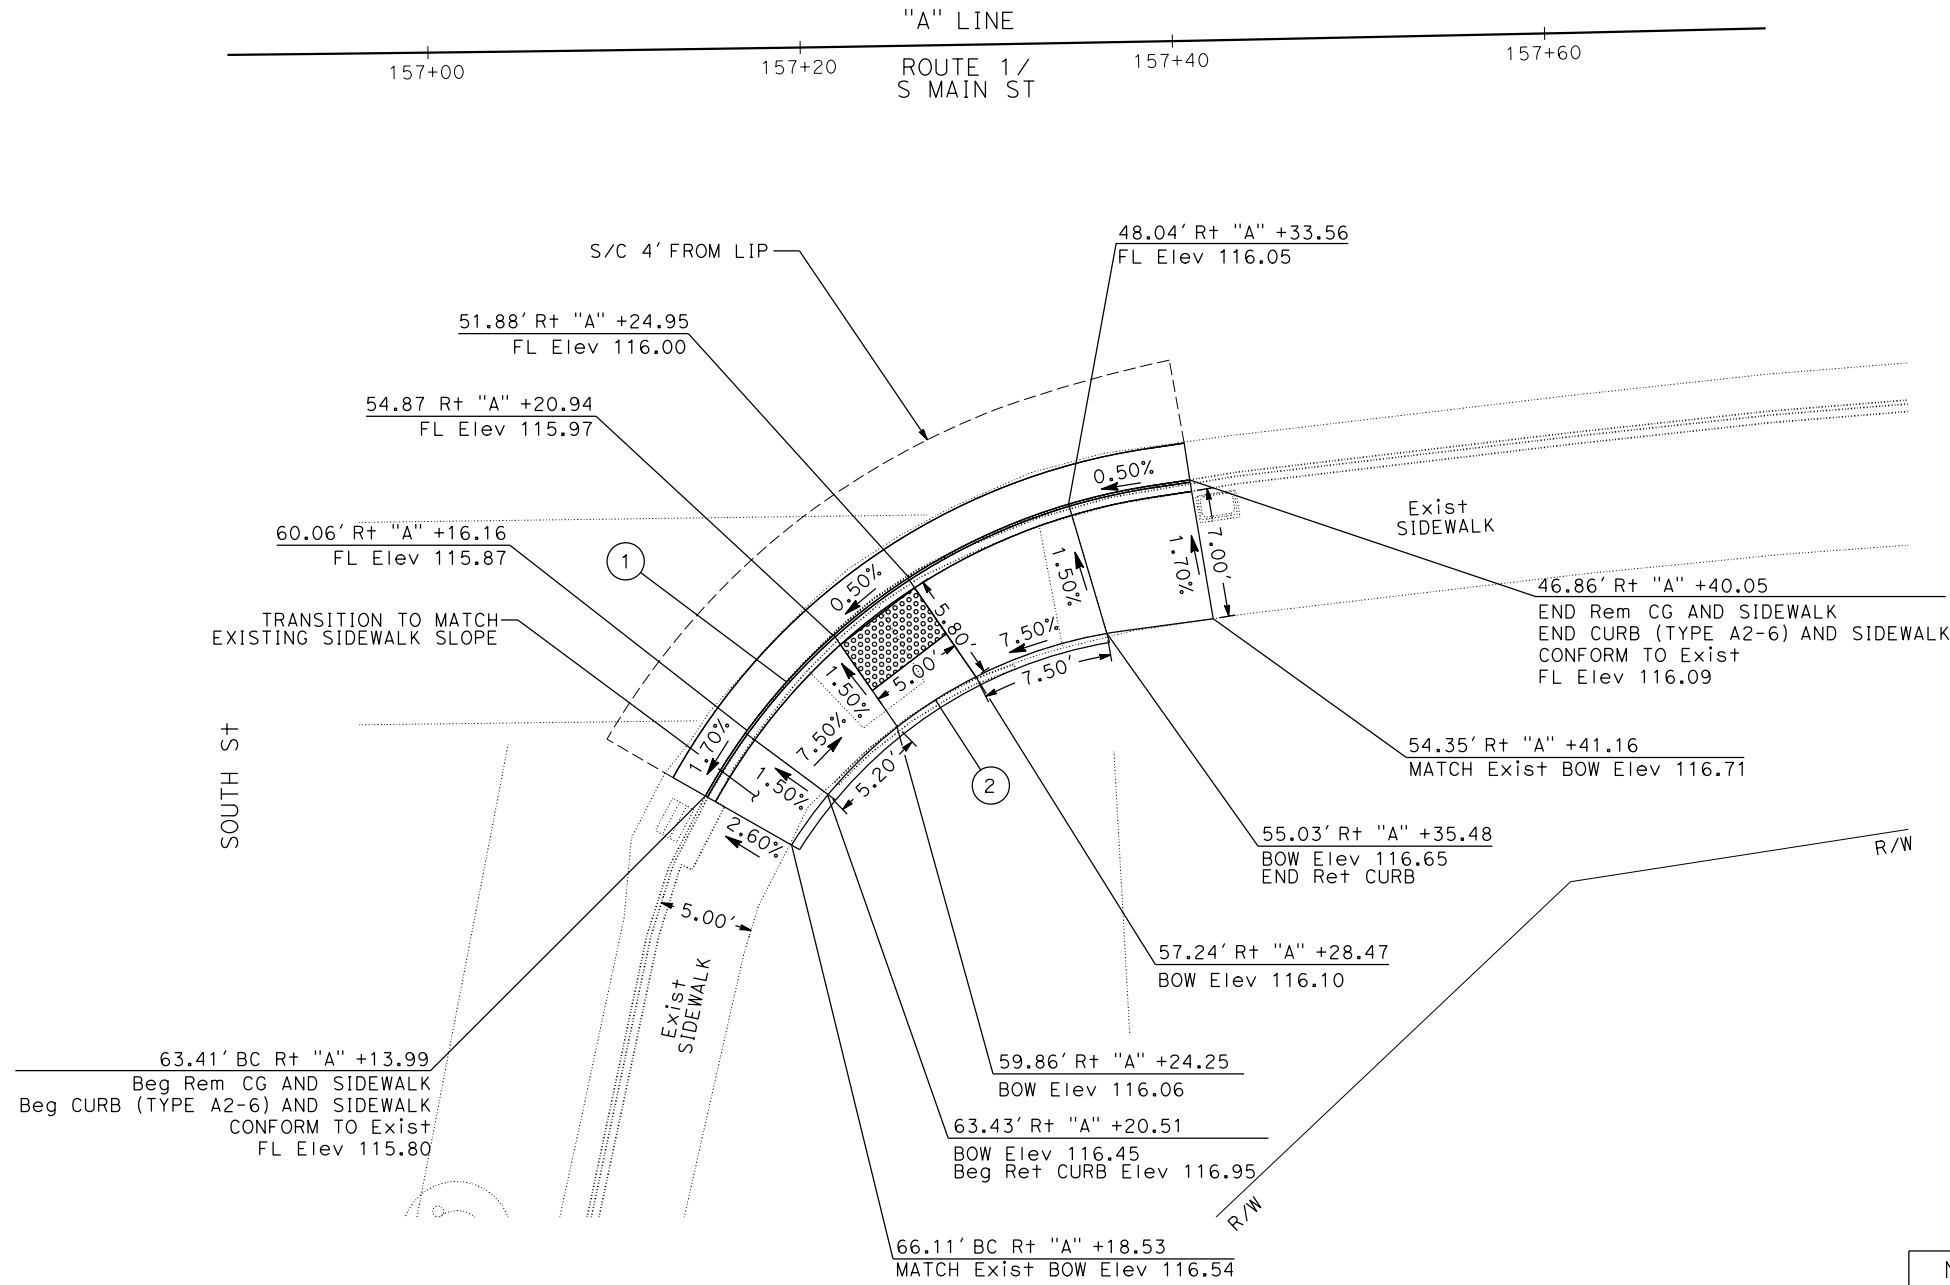 "A" LINE
157+00
157+20
157+40
157+60
ROUTE 1/
S MAIN ST
48.04' Rt "A" +33.56
FL Elev 116.05
S/C 4' FROM LIP
51.88' Rt "A" +24.95
FL Elev 116.00
54.87 Rt "A" +20.94
FL Elev 115.97
0.50%
Exist
SIDEWALK
60.06' Rt "A" +16.16
FL Elev 115.87
1
0.50%
1.50%
1.70%
7.00'
46.86' Rt "A" +40.05
END Rem CG AND SIDEWALK
END CURB (TYPE A2-6) AND SIDEWALK
CONFORM TO Exist
FL Elev 116.09
TRANSITION TO MATCH
EXISTING SIDEWALK SLOPE
5.80'
7.50%
7.50'
5.00'
1.50%
7.50%
1.70%
1.50%
5.20'
2
2.60%
SOUTH St
54.35' Rt "A" +41.16
MATCH Exist BOW Elev 116.71
55.03' Rt "A" +35.48
BOW Elev 116.65
END Ret CURB
R/W
5.00'
57.24' Rt "A" +28.47
BOW Elev 116.10
Exist
SIDEWALK
63.41' BC Rt "A" +13.99
Beg Rem CG AND SIDEWALK
Beg CURB (TYPE A2-6) AND SIDEWALK
CONFORM TO Exist
FL Elev 115.80
59.86' Rt "A" +24.25
BOW Elev 116.06
63.43' Rt "A" +20.51
BOW Elev 116.45
Beg Ret CURB Elev 116.95
R/W
66.11' BC Rt "A" +18.53
MATCH Exist BOW Elev 116.54